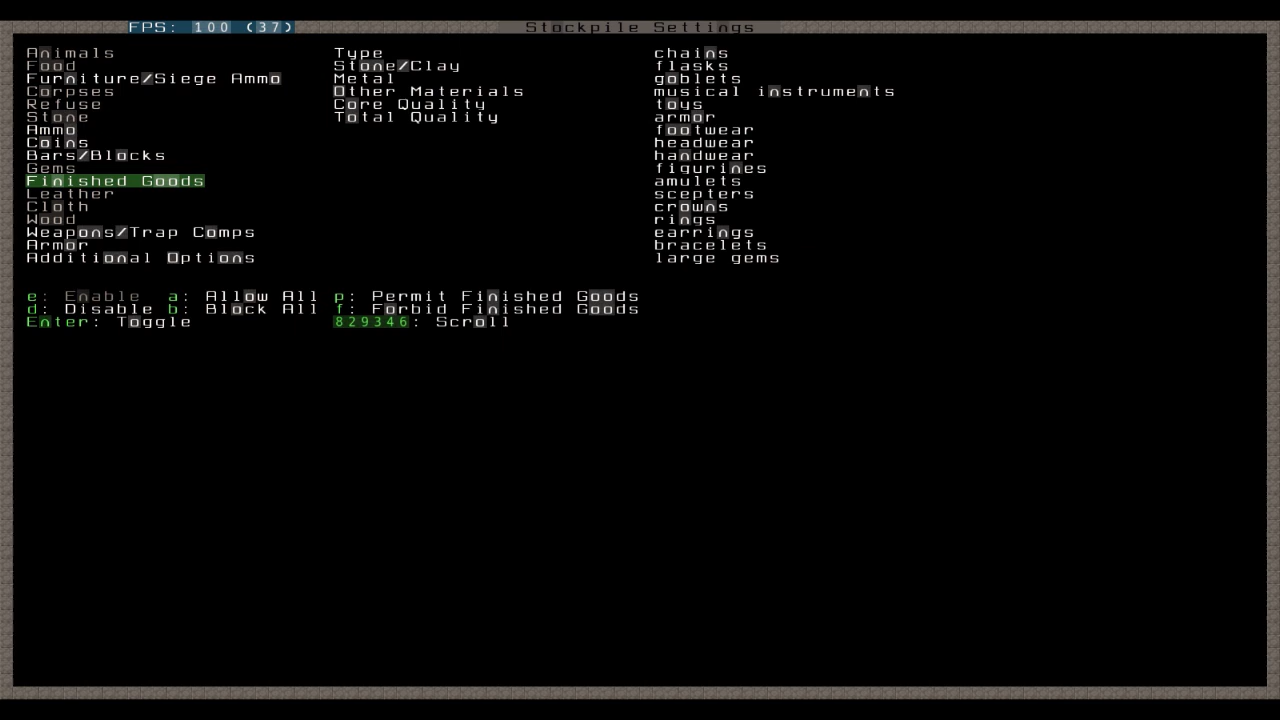 FPS: 100 (37)
Stockpile Settings
Animals
Food
Furniture/Siege Ammo
Corpses
Refuse
Stone
Ammo
Coins
Bars/Blocks
Gems
Finished Goods
Leather
Cloth
Wood
Weapons/Trap Comps
Armor
Additional Options
Type
Stone/Clay
Metal
Other Materials
Core Quality
Total Quality
chains
flasks
goblets
musical instruments
toys
armor
footwear
headwear
handwear
figurines
amulets
scepters
crowns
rings
earrings
bracelets
large gems
e: Enable a: Allow All p: Permit Finished Goods
d: Disable b: Block All f: Forbid Finished Goods
Enter: Toggle 829346: Scroll